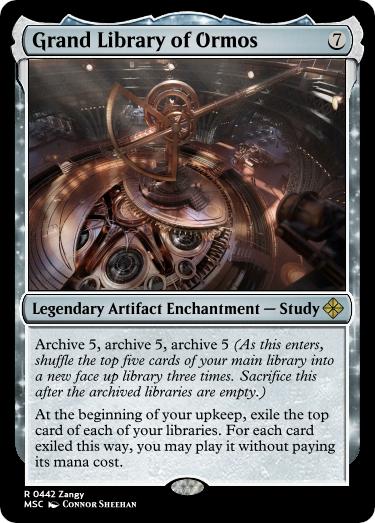 Grand Library of Ormos 7
Legendary Artifact Enchantment — Study
Archive 5, archive 5, archive 5 (As this enters,
shuffle the top five cards of your main library into
a new face up library three times. Sacrifice this
after the archived libraries are empty.)
At the beginning of your upkeep, exile the top
card of each of your libraries. For each card
exiled this way, you may play it without paying
its mana cost.
R 0442 Zangy
MSC Connor Sheehan